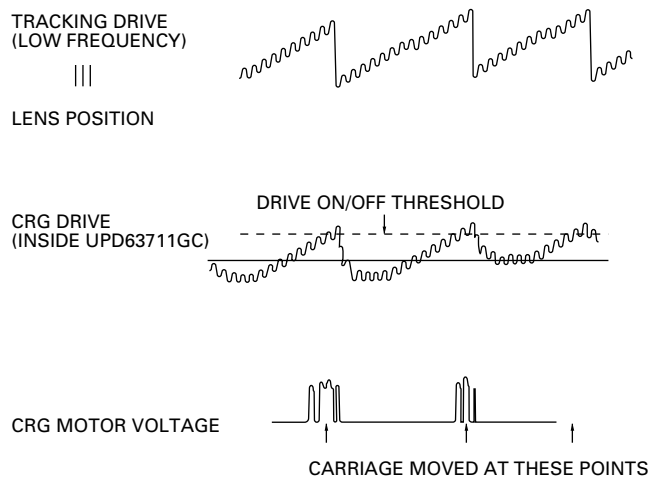 TRACKING DRIVE
(LOW FREQUENCY)
LENS POSITION
DRIVE ON/OFF THRESHOLD
CRG DRIVE
(INSIDE UPD63711GC)
CRG MOTOR VOLTAGE
CARRIAGE MOVED AT THESE POINTS